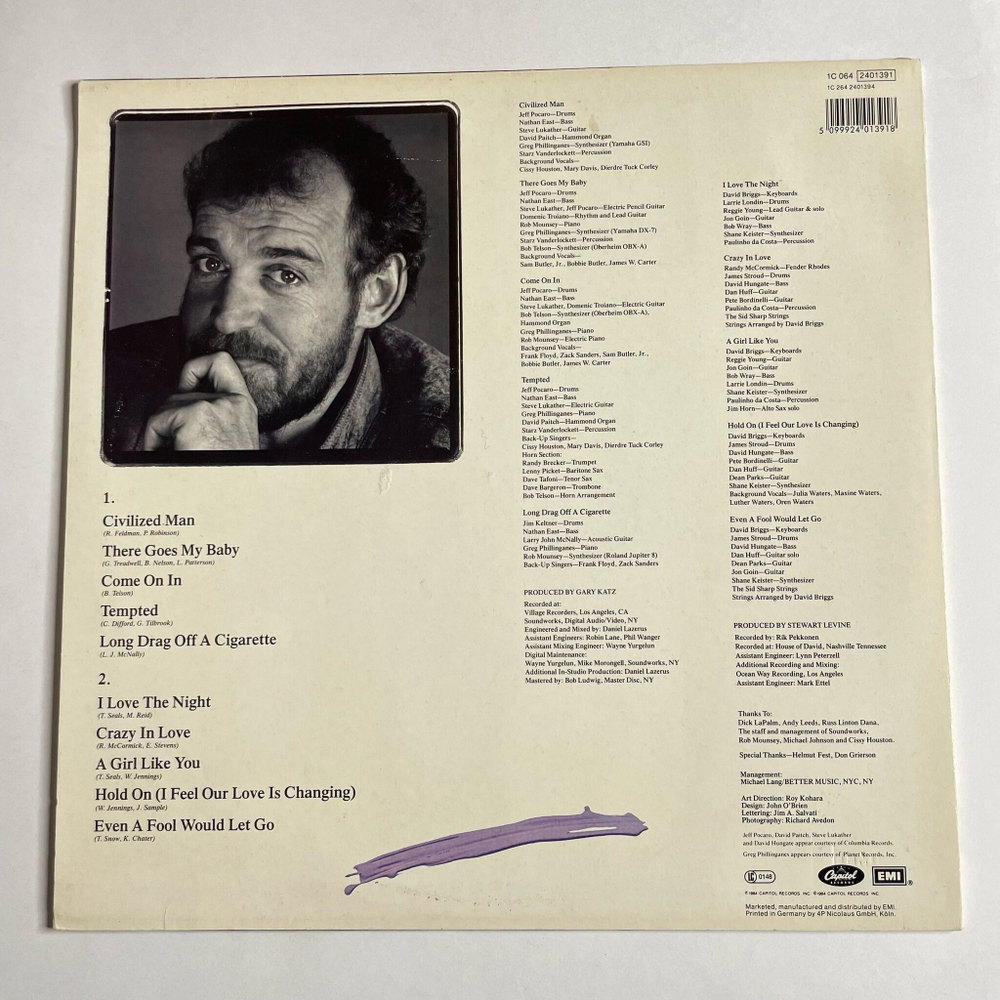 1C 064 2401391
1C 264 2401394
5 099924 013918
1.
Civilized Man
(R. Feldman, P. Robinson)
There Goes My Baby
(G. Treadwell, B. Nelson, L. Patterson)
Come On In
(B. Telson)
Tempted
(C. Difford, G. Tilbrook)
Long Drag Off A Cigarette
(L. J. McNally)
2.
I Love The Night
(T. Seals, M. Reid)
Crazy In Love
(R. McCormick, E. Stevens)
A Girl Like You
(T. Seals, W. Jennings)
Hold On (I Feel Our Love Is Changing)
(W. Jennings, J. Sample)
Even A Fool Would Let Go
(T. Snow, K. Chater)
Civilized Man
Jeff Pocaro—Drums
Nathan East—Bass
Steve Lukather—Guitar
David Paitch—Hammond Organ
Greg Phillinganes—Synthesizer (Yamaha GSI)
Starz Vanderlockett—Percussion
Background Vocals—
Cissy Houston, Mary Davis, Dierdre Tuck Corley
There Goes My Baby
Jeff Pocaro—Drums
Nathan East—Bass
Steve Lukather, Jeff Pocaro—Electric Pencil Guitar
Domenic Troiano—Rhythm and Lead Guitar
Rob Mounsey—Piano
Greg Phillinganes—Synthesizer (Yamaha DX-7)
Starz Vanderlockett—Percussion
Bob Telson—Synthesizer (Oberheim OBX-A)
Background Vocals—
Sam Butler, Jr., Bobbie Butler, James W. Carter
Come On In
Jeff Pocaro—Drums
Nathan East—Bass
Steve Lukather, Domenic Troiano—Electric Guitar
Bob Telson—Synthesizer (Oberheim OBX-A),
Hammond Organ
Greg Phillinganes—Piano
Rob Mounsey—Electric Piano
Background Vocals—
Frank Floyd, Zack Sanders, Sam Butler, Jr.,
Bobbie Butler, James W. Carter
Tempted
Jeff Pocaro—Drums
Nathan East—Bass
Steve Lukather—Electric Guitar
Greg Phillinganes—Piano
David Paitch—Hammond Organ
Starz Vanderlockett—Percussion
Back-Up Singers—
Cissy Houston, Mary Davis, Dierdre Tuck Corley
Horn Section:
Randy Brecker—Trumpet
Lenny Picket—Baritone Sax
Dave Tafoni—Tenor Sax
Dave Bargeron—Trombone
Bob Telson—Horn Arrangement
Long Drag Off A Cigarette
Jim Keltner—Drums
Nathan East—Bass
Larry John McNally—Acoustic Guitar
Greg Phillinganes—Piano
Rob Mounsey—Synthesizer (Roland Jupiter 8)
Back-Up Singers—Frank Floyd, Zack Sanders
PRODUCED BY GARY KATZ
Recorded at:
Village Recorders, Los Angeles, CA
Soundworks, Digital Audio/Video, NY
Engineered and Mixed by: Daniel Lazerus
Assistant Engineers: Robin Lane, Phil Wanger
Assistant Mixing Engineer: Wayne Yurgelun
Digital Maintenance:
Wayne Yurgelun, Mike Morongell, Soundworks, NY
Additional In-Studio Production: Daniel Lazerus
Mastered by: Bob Ludwig, Master Disc, NY
I Love The Night
David Briggs—Keyboards
Larrie Londin—Drums
Reggie Young—Lead Guitar & solo
Jon Goin—Guitar
Bob Wray—Bass
Shane Keister—Synthesizer
Paulinho da Costa—Percussion
Crazy In Love
Randy McCormick—Fender Rhodes
James Stroud—Drums
David Hungate—Bass
Dan Huff—Guitar
Pete Bordinelli—Guitar
Paulinho da Costa—Percussion
The Sid Sharp Strings
Strings Arranged by David Briggs
A Girl Like You
David Briggs—Keyboards
Reggie Young—Guitar
Jon Goin—Guitar
Bob Wray—Bass
Larrie Londin—Drums
Shane Keister—Synthesizer
Paulinho da Costa—Percussion
Jim Horn—Alto Sax solo
Hold On (I Feel Our Love Is Changing)
David Briggs—Keyboards
James Stroud—Drums
David Hungate—Bass
Pete Bordinelli—Guitar
Dan Huff—Guitar
Dean Parks—Guitar
Shane Keister—Synthesizer
Background Vocals—Julia Waters, Maxine Waters,
Luther Waters, Oren Waters
Even A Fool Would Let Go
David Briggs—Keyboards
James Stroud—Drums
David Hungate—Bass
Dan Huff—Guitar solo
Dean Parks—Guitar
Jon Goin—Guitar
Shane Keister—Synthesizer
The Sid Sharp Strings
Strings Arranged by David Briggs
PRODUCED BY STEWART LEVINE
Recorded by: Rik Pekkonen
Recorded at: House of David, Nashville Tennessee
Assistant Engineer: Lynn Peterzell
Additional Recording and Mixing:
Ocean Way Recording, Los Angeles
Assistant Engineer: Mark Ettel
Thanks To:
Dick LaPalm, Andy Leeds, Russ Linton Dana,
The staff and management of Soundworks,
Rob Mounsey, Michael Johnson and Cissy Houston.
Special Thanks—Helmut Fest, Don Grierson
Management:
Michael Lang/BETTER MUSIC, NYC, NY
Art Direction: Roy Kohara
Design: John O'Brien
Lettering: Jim A. Salvati
Photography: Richard Avedon
Jeff Pocaro, David Paitch, Steve Lukather
and David Hungate appear courtesy of Columbia Records.
Greg Phillinganes appears courtesy of Planet Records, Inc.
LC 0148
Capitol
RECORDS
EMI
®
℗ 1984 CAPITOL RECORDS INC © 1984 CAPITOL RECORDS INC
Marketed, manufactured and distributed by EMI.
Printed in Germany by 4P Nicolaus GmbH, Köln.